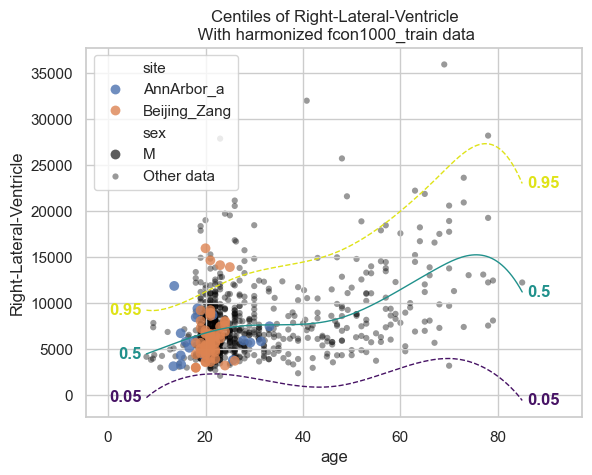 Centiles of Right-Lateral-Ventricle
With harmonized fcon1000_train data
site
AnnArbor_a
Beijing_Zang
sex
M
Other data
Right-Lateral-Ventricle
35000
30000
25000
20000
15000
10000
5000
0
0.95
0.5
0.05
0.95
0.5
0.05
0
20
40
60
80
age